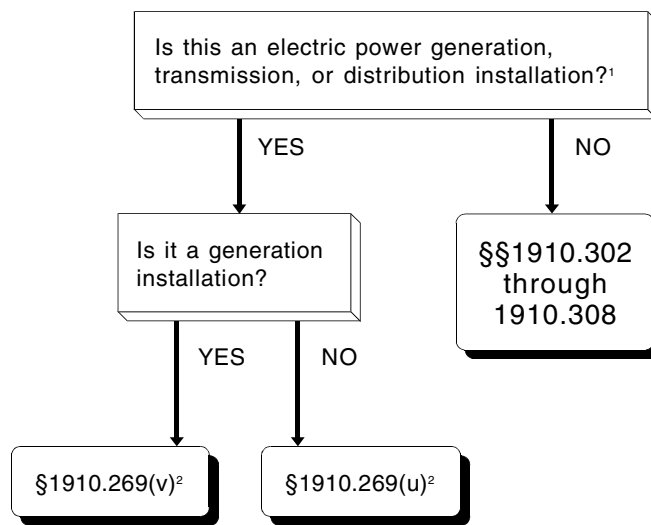 Is this an electric power generation,
transmission, or distribution installation?¹
YES
NO
Is it a generation
installation?
§§1910.302
through
1910.308
YES
NO
§1910.269(v)²
§1910.269(u)²